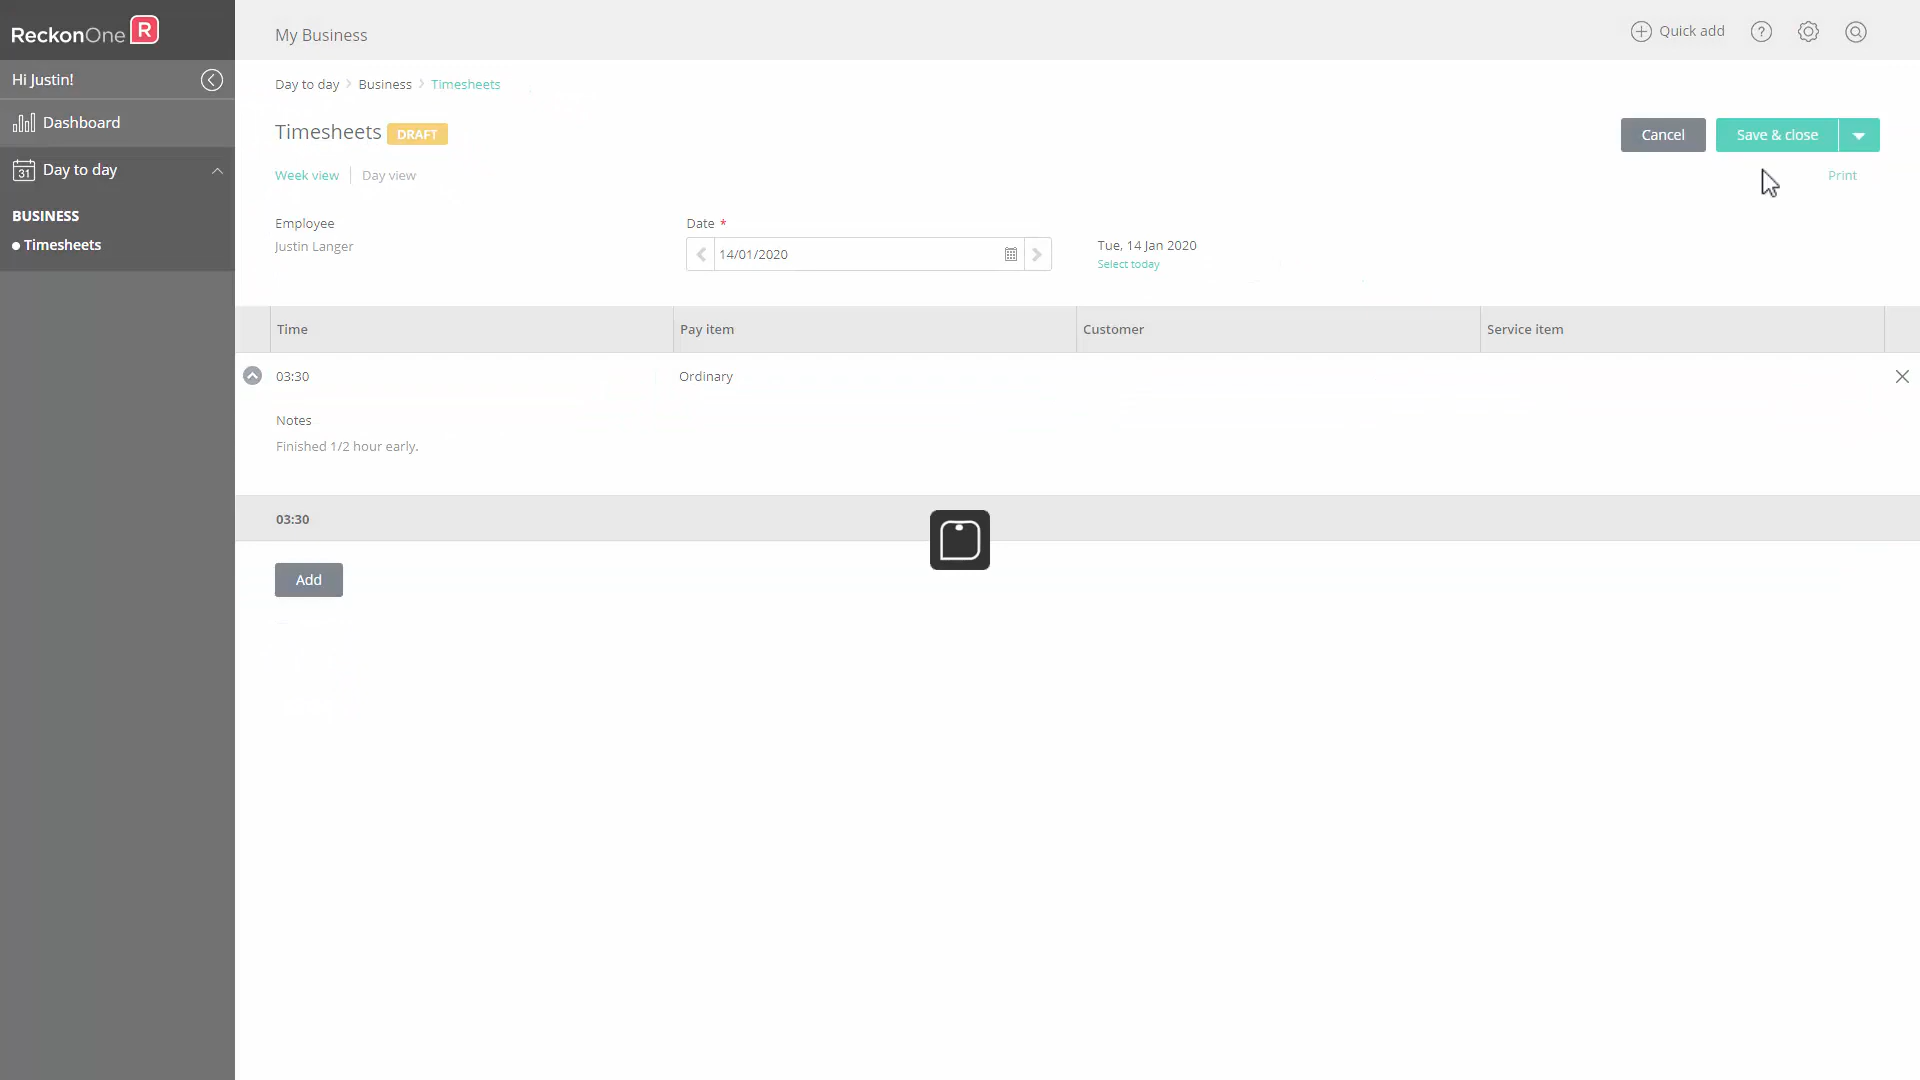 ReckonOne R
My Business
Quick add
?
Hi Justin!
Dashboard
31 Day to day
BUSINESS
Timesheets
Day to day > Business > Timesheets
Timesheets DRAFT
Cancel
Save & close
Week view | Day view
Print
Employee
Justin Langer
Date *
14/01/2020
Tue, 14 Jan 2020
Select today
Time Pay item Customer Service item
03:30 Ordinary
Notes
Finished 1/2 hour early.
03:30
Add